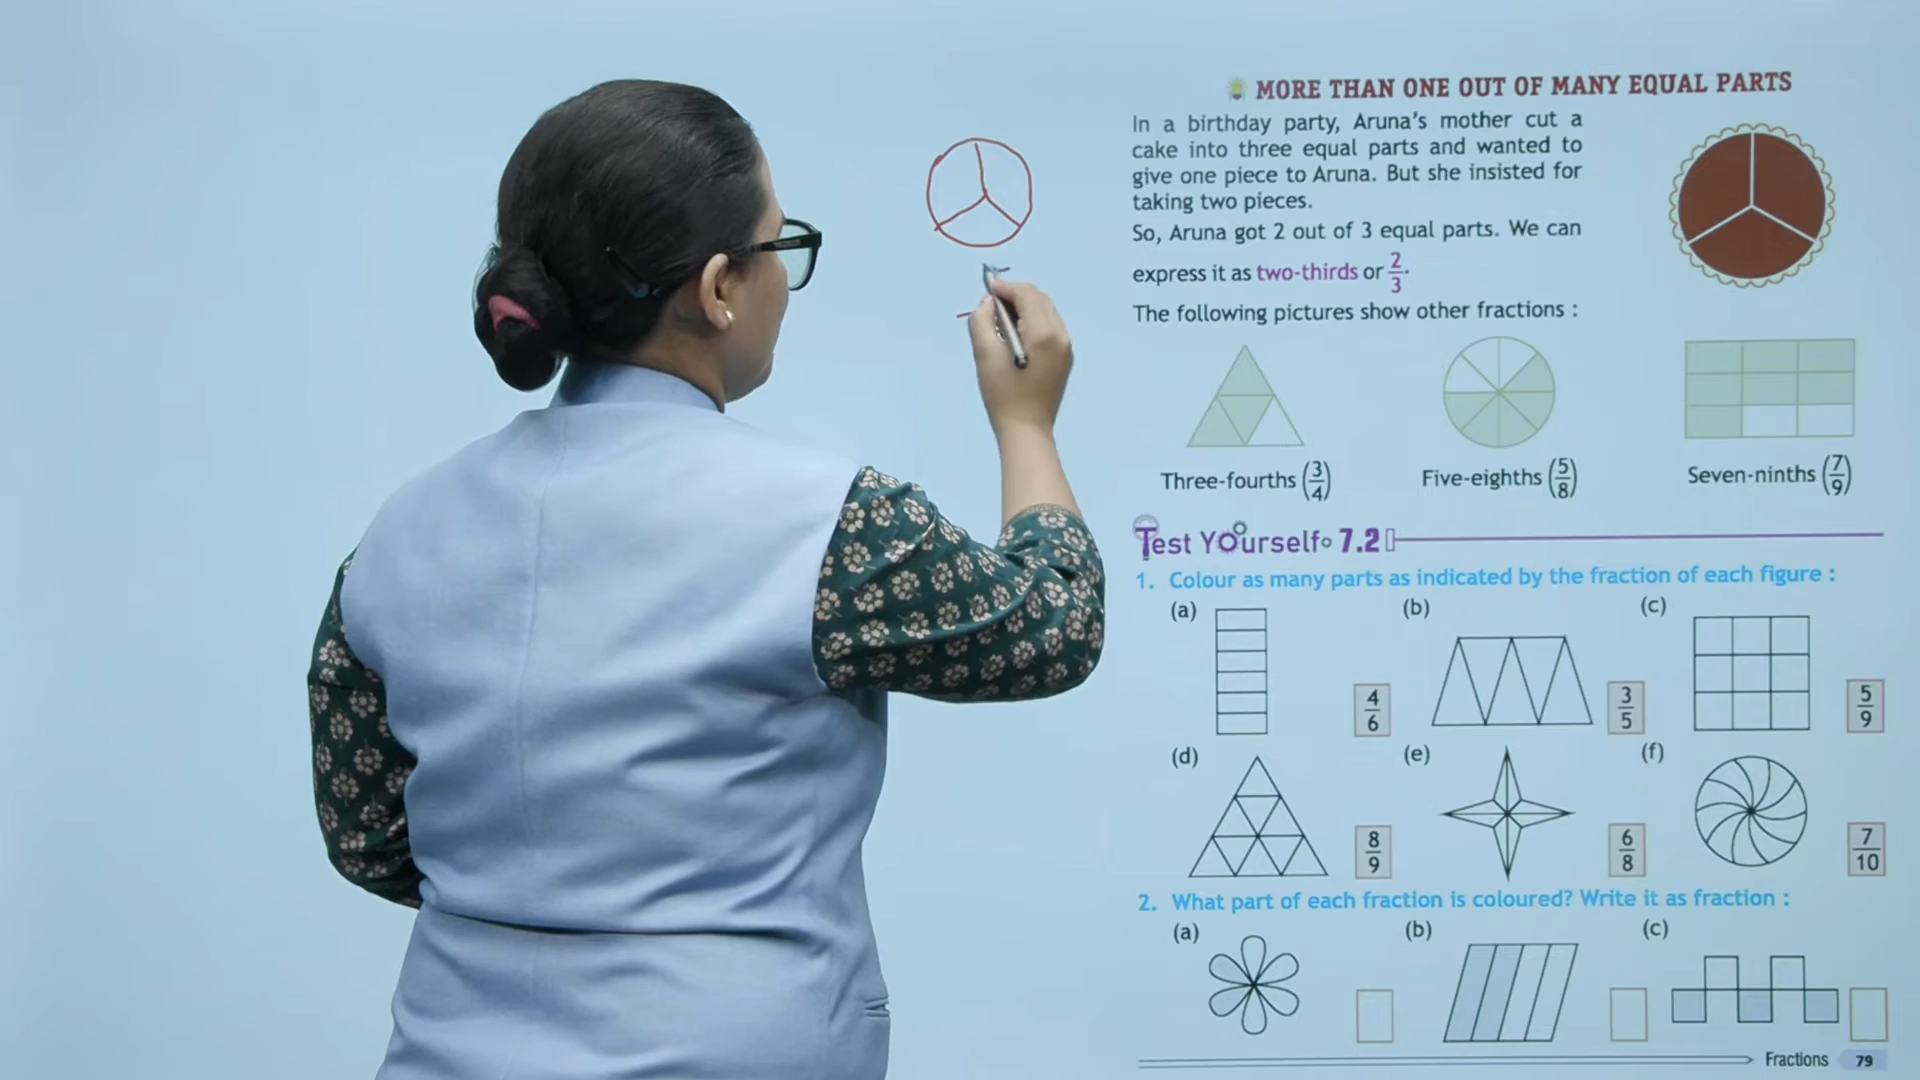 MORE THAN ONE OUT OF MANY EQUAL PARTS
In a birthday party, Aruna's mother cut a
cake into three equal parts and wanted to
give one piece to Aruna. But she insisted for
taking two pieces.
So, Aruna got 2 out of 3 equal parts. We can
express it as two-thirds or 2/3.
The following pictures show other fractions :
Three-fourths (3/4) Five-eighths (5/8) Seven-ninths (7/9)
Test Yourself 7.2
1. Colour as many parts as indicated by the fraction of each figure :
(a) (b) (c)
4/6 3/5 5/9
(d) (e) (f)
8/9 6/8 7/10
2. What part of each fraction is coloured? Write it as fraction :
(a) (b) (c)
Fractions 79